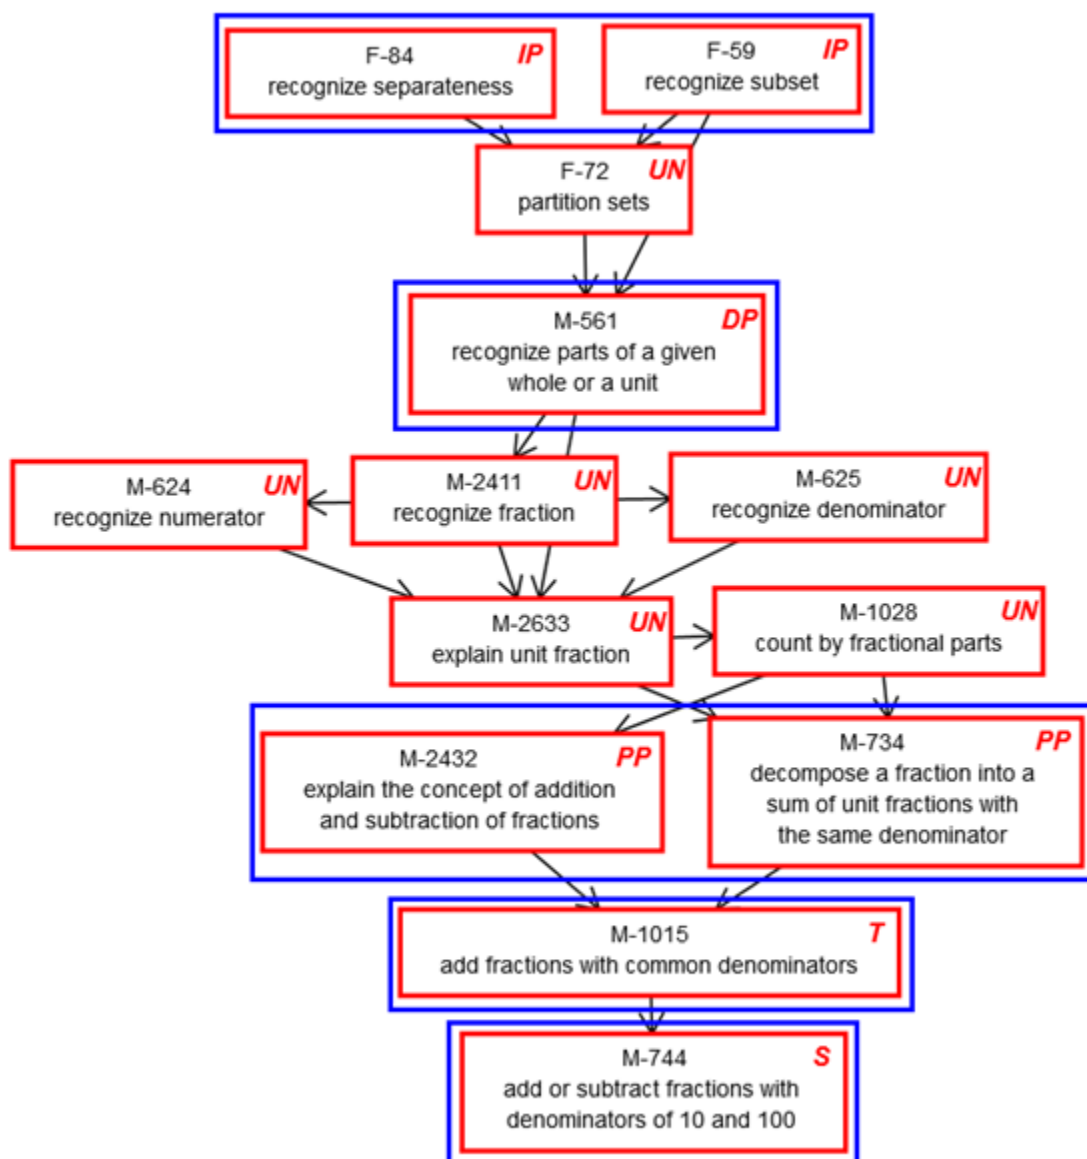 F-84 IP
recognize separateness
F-59 IP
recognize subset
F-72 UN
partition sets
M-561 DP
recognize parts of a given
whole or a unit
M-624 UN
recognize numerator
M-2411 UN
recognize fraction
M-625 UN
recognize denominator
M-2633 UN
explain unit fraction
M-1028 UN
count by fractional parts
M-2432 PP
explain the concept of addition
and subtraction of fractions
M-734 PP
decompose a fraction into a
sum of unit fractions with
the same denominator
M-1015 T
add fractions with common denominators
M-744 S
add or subtract fractions with
denominators of 10 and 100